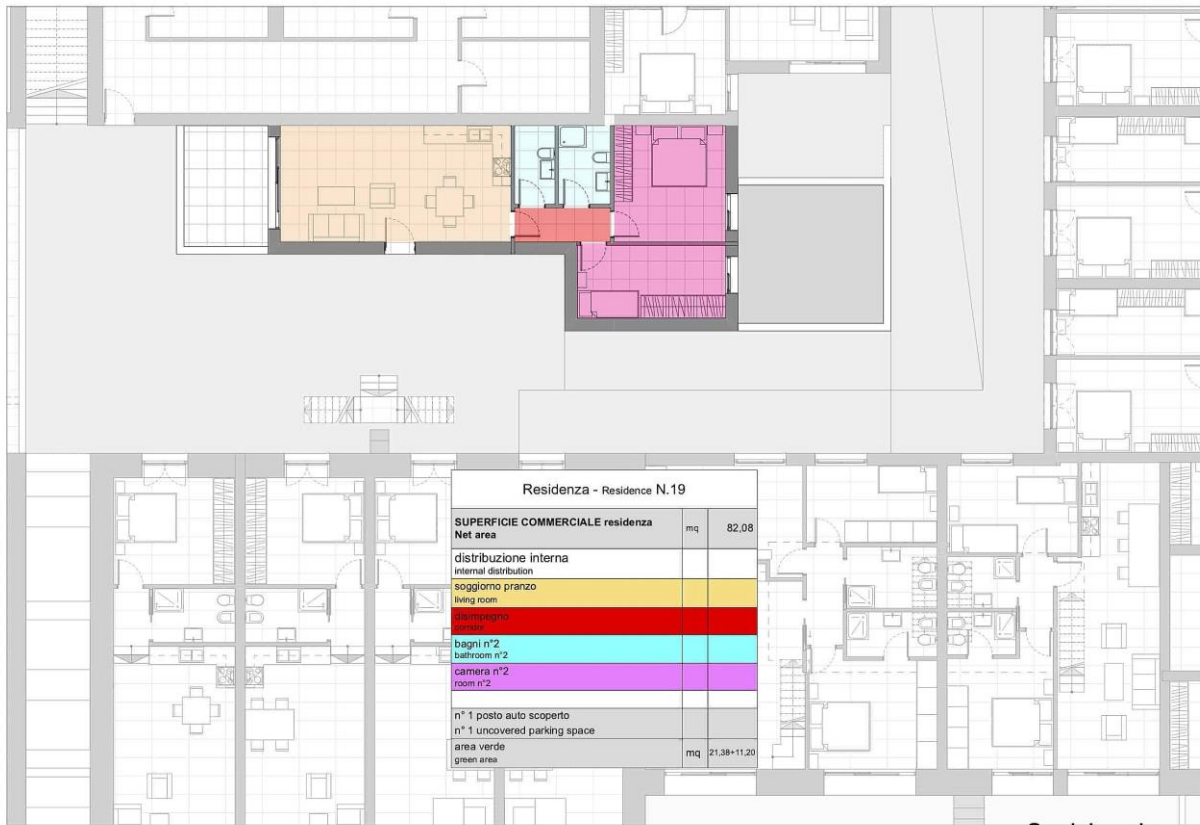 Residenza - Residence N.19
SUPERFICIE COMMERCIALE residenza mq 82,08
Net area
distribuzione interna
internal distribution
soggiorno pranzo
living room
disimpegno
corridor
bagni n°2
bathroom n°2
camera n°2
room n°2
n° 1 posto auto scoperto
n° 1 uncovered parking space
area verde mq 21,38+11,20
green area